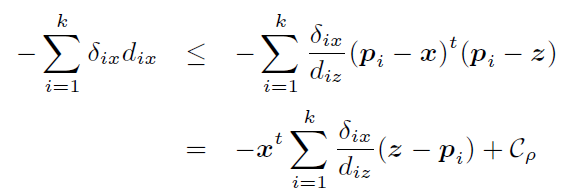 $-\sum_{i=1}^{k} \delta_{ix} d_{ix} \leq -\sum_{i=1}^{k} \frac{\delta_{ix}}{d_{iz}} (\boldsymbol{p}_i - \boldsymbol{x})^t (\boldsymbol{p}_i - \boldsymbol{z})$
$= -\boldsymbol{x}^t \sum_{i=1}^{k} \frac{\delta_{ix}}{d_{iz}} (\boldsymbol{z} - \boldsymbol{p}_i) + \mathcal{C}_\rho$